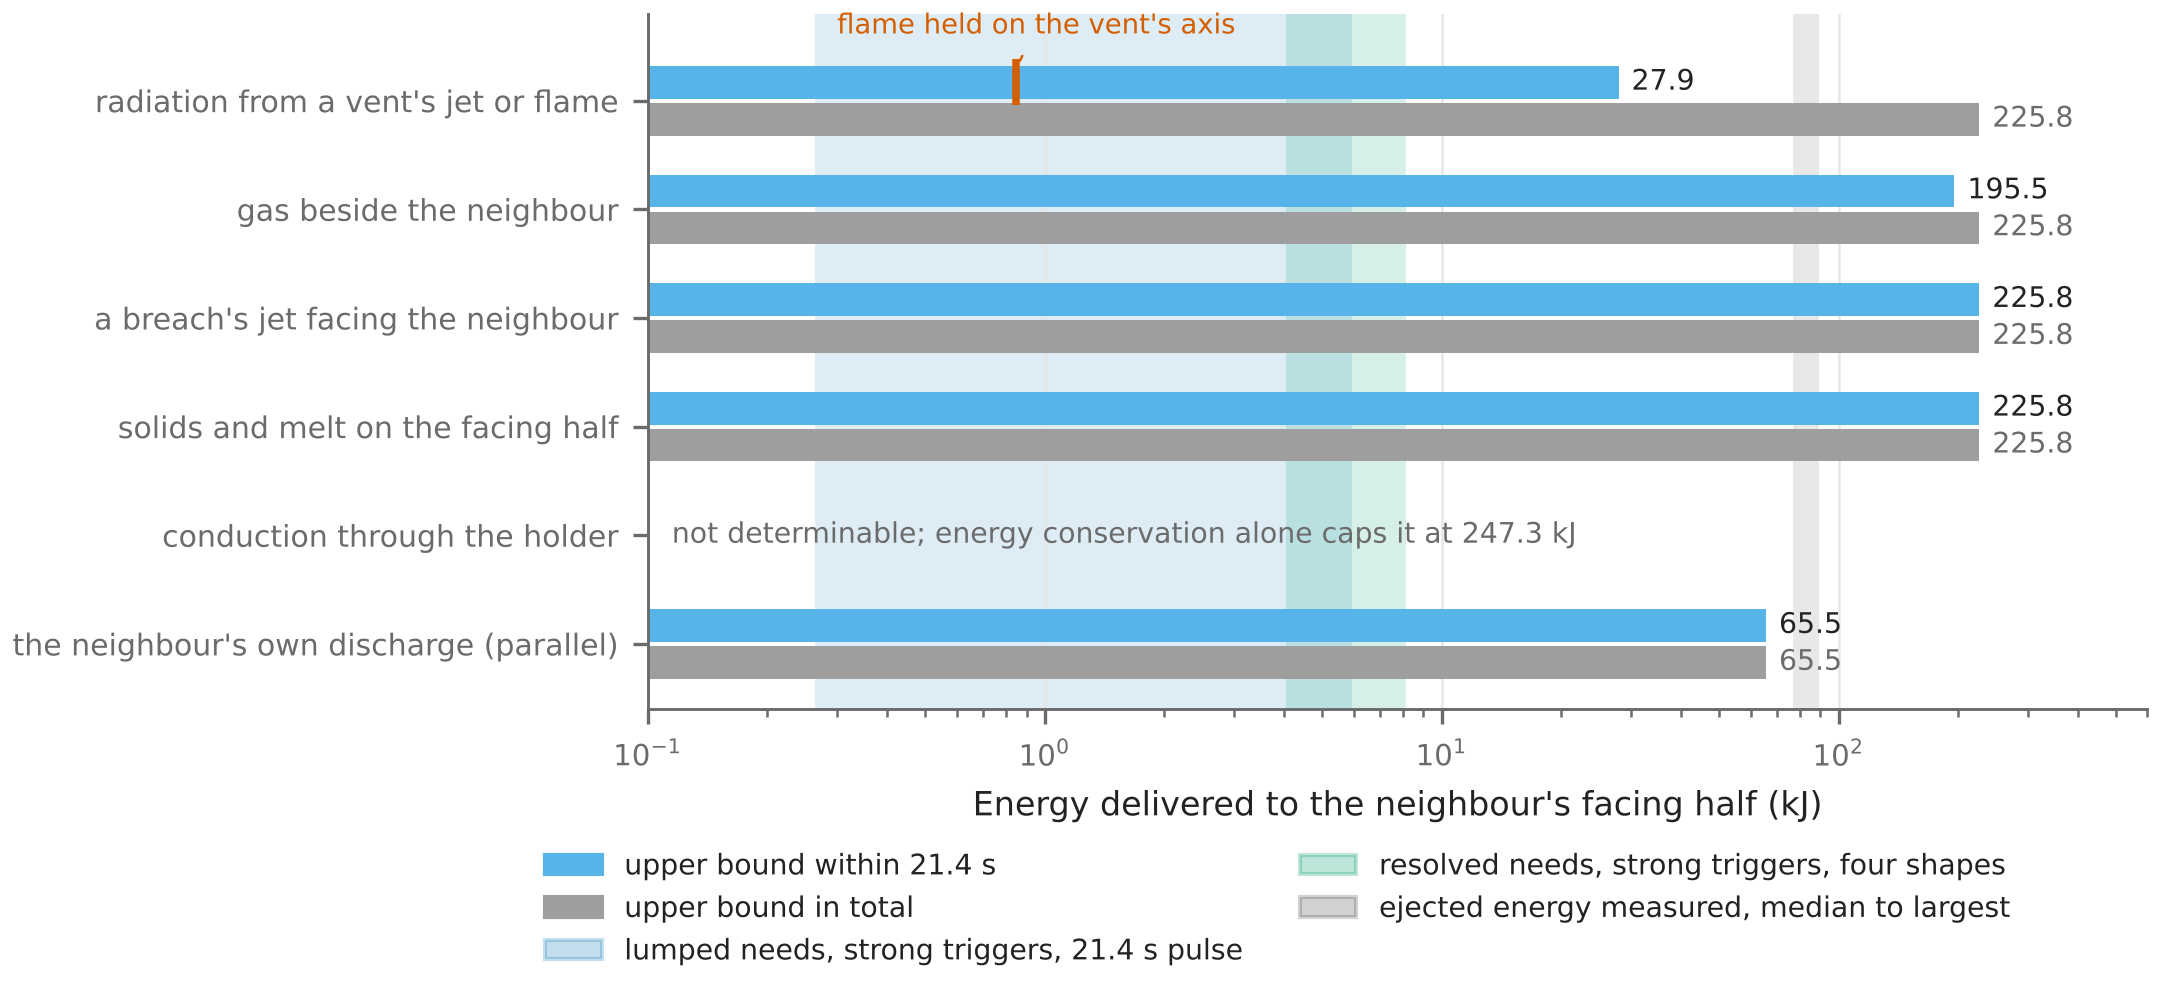 flame held on the vent's axis
radiation from a vent's jet or flame
27.9
225.8
gas beside the neighbour
195.5
225.8
a breach's jet facing the neighbour
225.8
225.8
solids and melt on the facing half
225.8
225.8
conduction through the holder
not determinable; energy conservation alone caps it at 247.3 kJ
the neighbour's own discharge (parallel)
65.5
65.5
10⁻¹ 10⁰ 10¹ 10²
Energy delivered to the neighbour's facing half (kJ)
upper bound within 21.4 s
upper bound in total
lumped needs, strong triggers, 21.4 s pulse
resolved needs, strong triggers, four shapes
ejected energy measured, median to largest